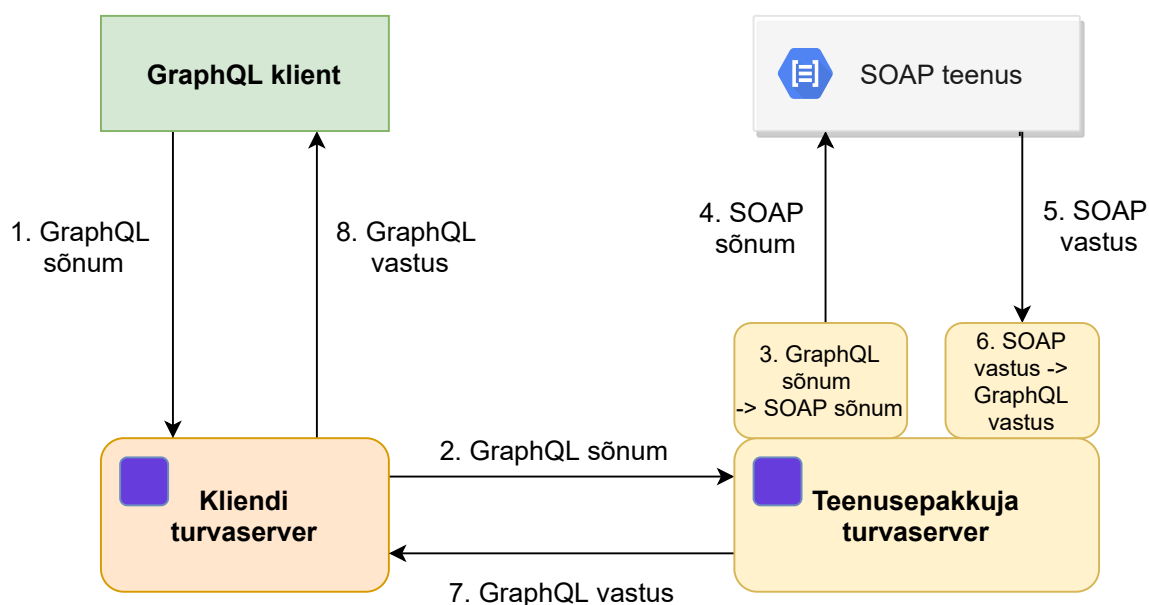 GraphQL klient
SOAP teenus
1. GraphQL
sõnum
8. GraphQL
vastus
4. SOAP
sõnum
5. SOAP
vastus
3. GraphQL
sõnum
-> SOAP sõnum
6. SOAP
vastus ->
GraphQL
vastus
2. GraphQL sõnum
Kliendi
turvaserver
Teenusepakkuja
turvaserver
7. GraphQL vastus